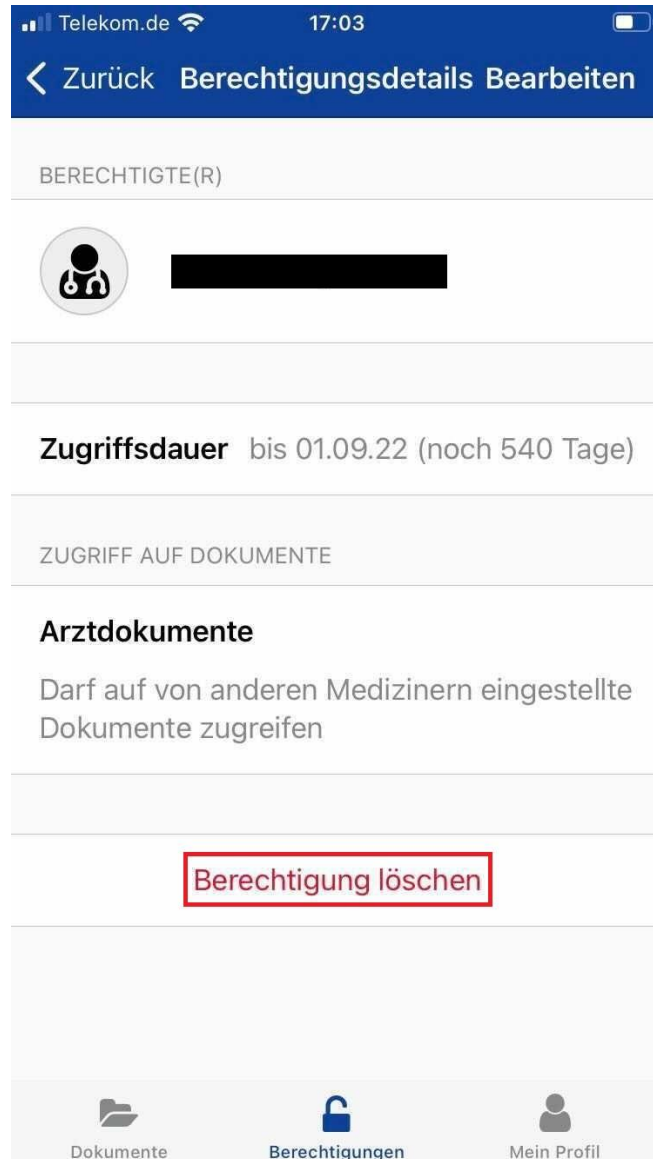 Telekom.de 17:03
Zurück Berechtigungsdetails Bearbeiten
BERECHTIGTE(R)
Zugriffsdauer bis 01.09.22 (noch 540 Tage)
ZUGRIFF AUF DOKUMENTE
Arztdokumente
Darf auf von anderen Medizinern eingestellte
Dokumente zugreifen
Berechtigung löschen
Dokumente Berechtigungen Mein Profil